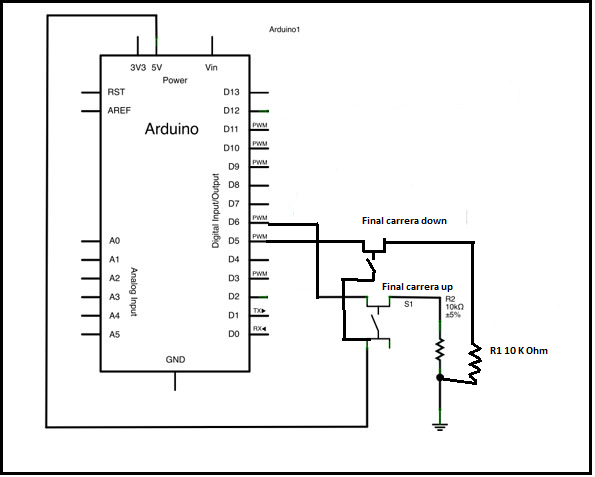 Arduino1
3V3 5V Vin
Power
RST
AREF
Arduino
D13
D12
PWM
D11
PWM
D10
PWM
D9
D8
D7
PWM
D6
PWM
D5
D4
PWM
D3
D2
TX▶
D1
RX◀
D0
Digital Input/Output
A0
A1
A2
A3
A4
A5
Analog Input
GND
Final carrera down
Final carrera up
S1
R2
10kΩ
±5%
R1 10 K Ohm